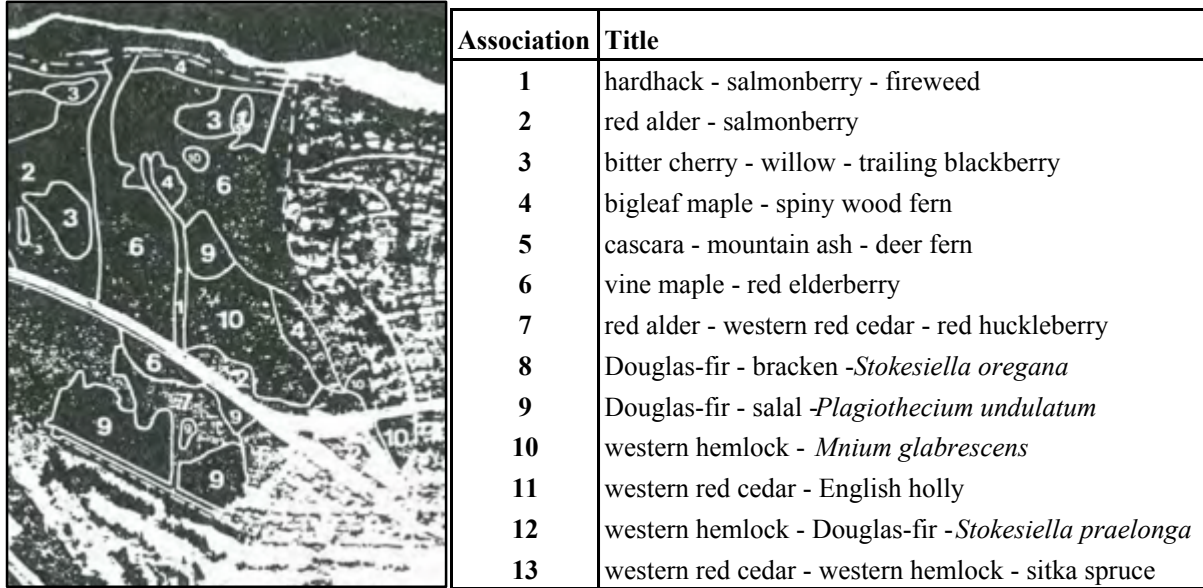 4
4
3
3
1
10
2
4
6
3
6
9
1
10
4
6
2
10
9
9
10
9
Association Title
1 hardhack - salmonberry - fireweed
2 red alder - salmonberry
3 bitter cherry - willow - trailing blackberry
4 bigleaf maple - spiny wood fern
5 cascara - mountain ash - deer fern
6 vine maple - red elderberry
7 red alder - western red cedar - red huckleberry
8 Douglas-fir - bracken -Stokesiella oregana
9 Douglas-fir - salal -Plagiothecium undulatum
10 western hemlock - Mnium glabrescens
11 western red cedar - English holly
12 western hemlock - Douglas-fir -Stokesiella praelonga
13 western red cedar - western hemlock - sitka spruce